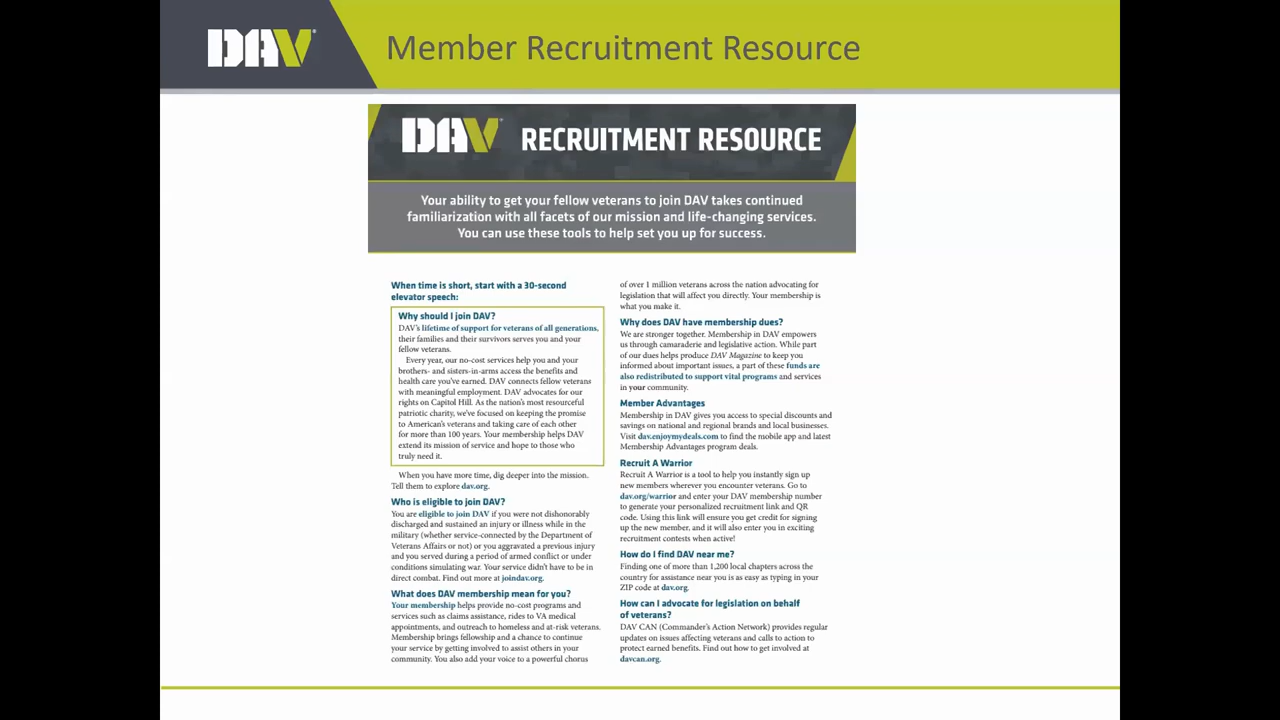 DAV
Member Recruitment Resource
DAV RECRUITMENT RESOURCE
Your ability to get your fellow veterans to join DAV takes continued
familiarization with all facets of our mission and life-changing services.
You can use these tools to help set you up for success.
When time is short, start with a 30-second
elevator speech:
Why should I join DAV?
DAV's lifetime of support for veterans of all generations,
their families and their survivors serves you and your
fellow veterans.
Every year, our no-cost services help you and your
brothers- and sisters-in-arms access the benefits and
health care you've earned. DAV connects fellow veterans
with meaningful employment. DAV advocates for our
rights on Capitol Hill. As the nation's most resourceful
patriotic charity, we've focused on keeping the promise
to American's veterans and taking care of each other
for more than 100 years. Your membership helps DAV
extend its mission of service and hope to those who
truly need it.
When you have more time, dig deeper into the mission.
Tell them to explore dav.org.
Who is eligible to join DAV?
You are eligible to join DAV if you were not dishonorably
discharged and sustained an injury or illness while in the
military (whether service-connected by the Department of
Veterans Affairs or not) or you aggravated a previous injury
and you served during a period of armed conflict or under
conditions simulating war. Your service didn't have to be in
direct combat. Find out more at joindav.org.
What does DAV membership mean for you?
Your membership helps provide no-cost programs and
services such as claims assistance, rides to VA medical
appointments, and outreach to homeless and at-risk veterans.
Membership brings fellowship and a chance to continue
your service by getting involved to assist others in your
community. You also add your voice to a powerful chorus
of over 1 million veterans across the nation advocating for
legislation that will affect you directly. Your membership is
what you make it.
Why does DAV have membership dues?
We are stronger together. Membership in DAV empowers
us through camaraderie and legislative action. While part
of our dues helps produce DAV Magazine to keep you
informed about important issues, a part of these funds are
also redistributed to support vital programs and services
in your community.
Member Advantages
Membership in DAV gives you access to special discounts and
savings on national and regional brands and local businesses.
Visit dav.enjoymydeals.com to find the mobile app and latest
Membership Advantages program deals.
Recruit A Warrior
Recruit A Warrior is a tool to help you instantly sign up
new members wherever you encounter veterans. Go to
dav.org/warrior and enter your DAV membership number
to generate your personalized recruitment link and QR
code. Using this link will ensure you get credit for signing
up the new member, and it will also enter you in exciting
recruitment contests when active!
How do I find DAV near me?
Finding one of more than 1,200 local chapters across the
country for assistance near you is as easy as typing in your
ZIP code at dav.org.
How can I advocate for legislation on behalf
of veterans?
DAV CAN (Commander's Action Network) provides regular
updates on issues affecting veterans and calls to action to
protect earned benefits. Find out how to get involved at
davcan.org.